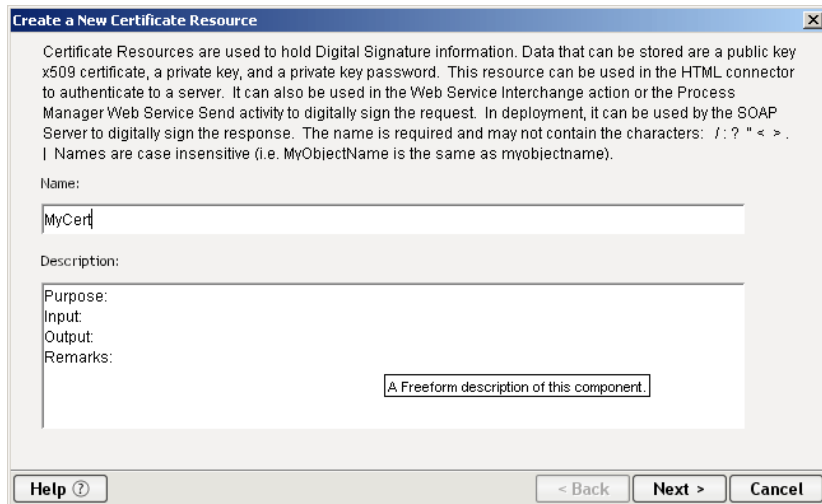 Create a New Certificate Resource
Certificate Resources are used to hold Digital Signature information. Data that can be stored are a public key
x509 certificate, a private key, and a private key password. This resource can be used in the HTML connector
to authenticate to a server. It can also be used in the Web Service Interchange action or the Process
Manager Web Service Send activity to digitally sign the request. In deployment, it can be used by the SOAP
Server to digitally sign the response. The name is required and may not contain the characters: / : ? " < > .
| Names are case insensitive (i.e. MyObjectName is the same as myobjectname).
Name:
MyCert
Description:
Purpose:
Input:
Output:
Remarks:
A Freeform description of this component.
Help ?
< Back
Next >
Cancel